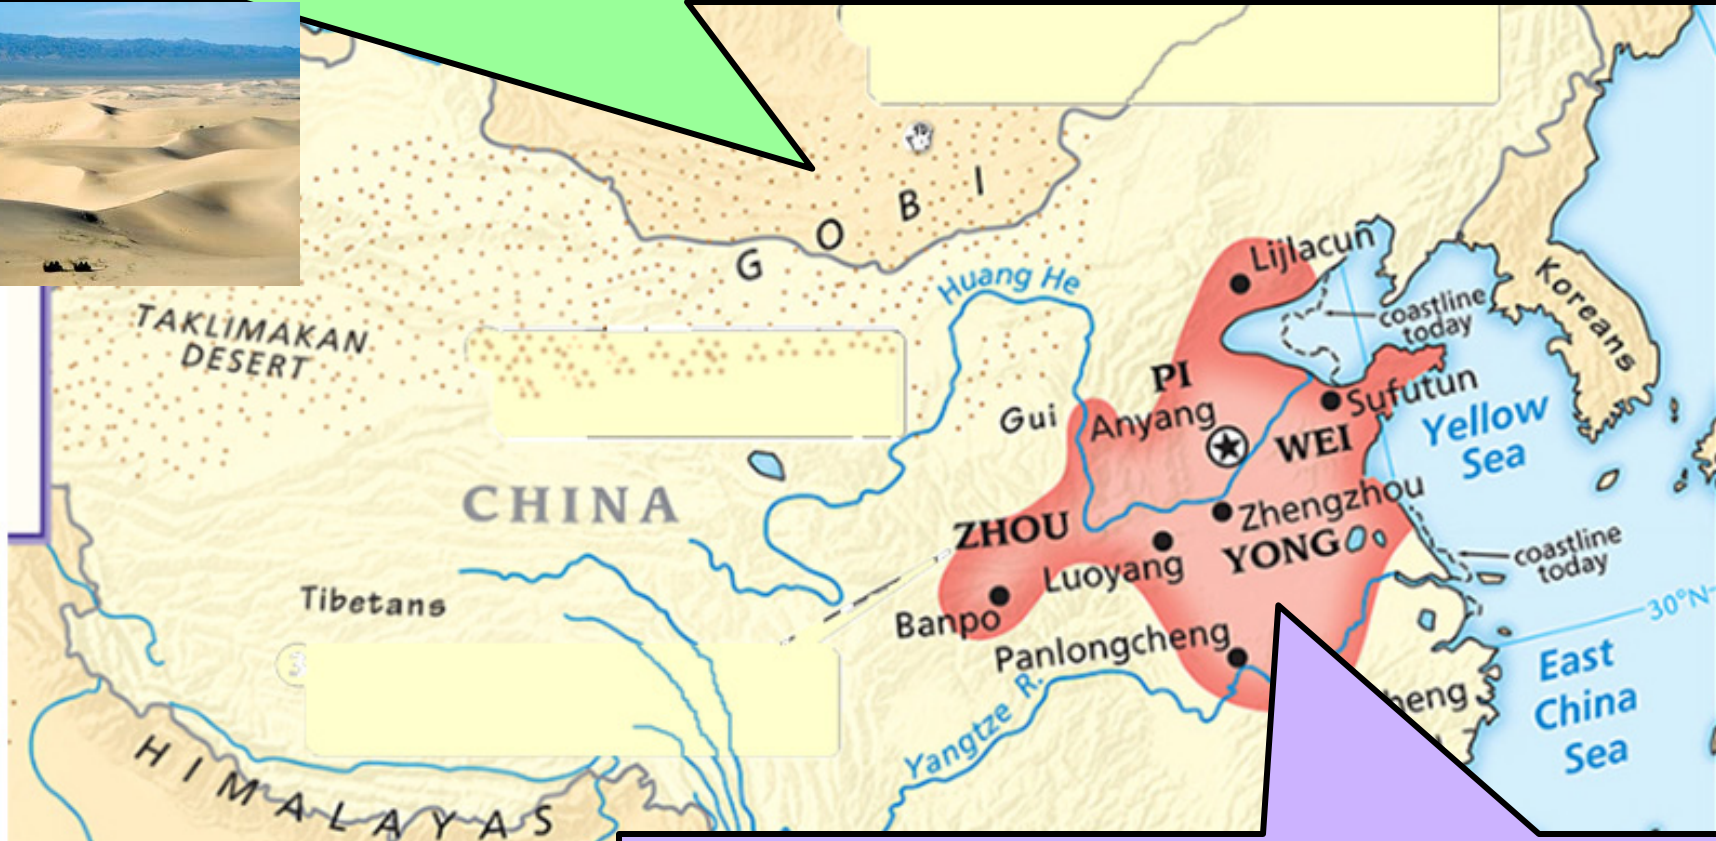 GOBI
Lijlacun
Huang He
coastline
today
Koreans
TAKLIMAKAN
DESERT
PI
Sufutun
Gui
Anyang
Yellow
Sea
WEI
CHINA
Zhengzhou
ZHOU
YONG
coastline
today
Luoyang
Tibetans
30°N
Banpo
Panlongcheng
East
China
Sea
heng
Yangtze R.
HIMALAYAS